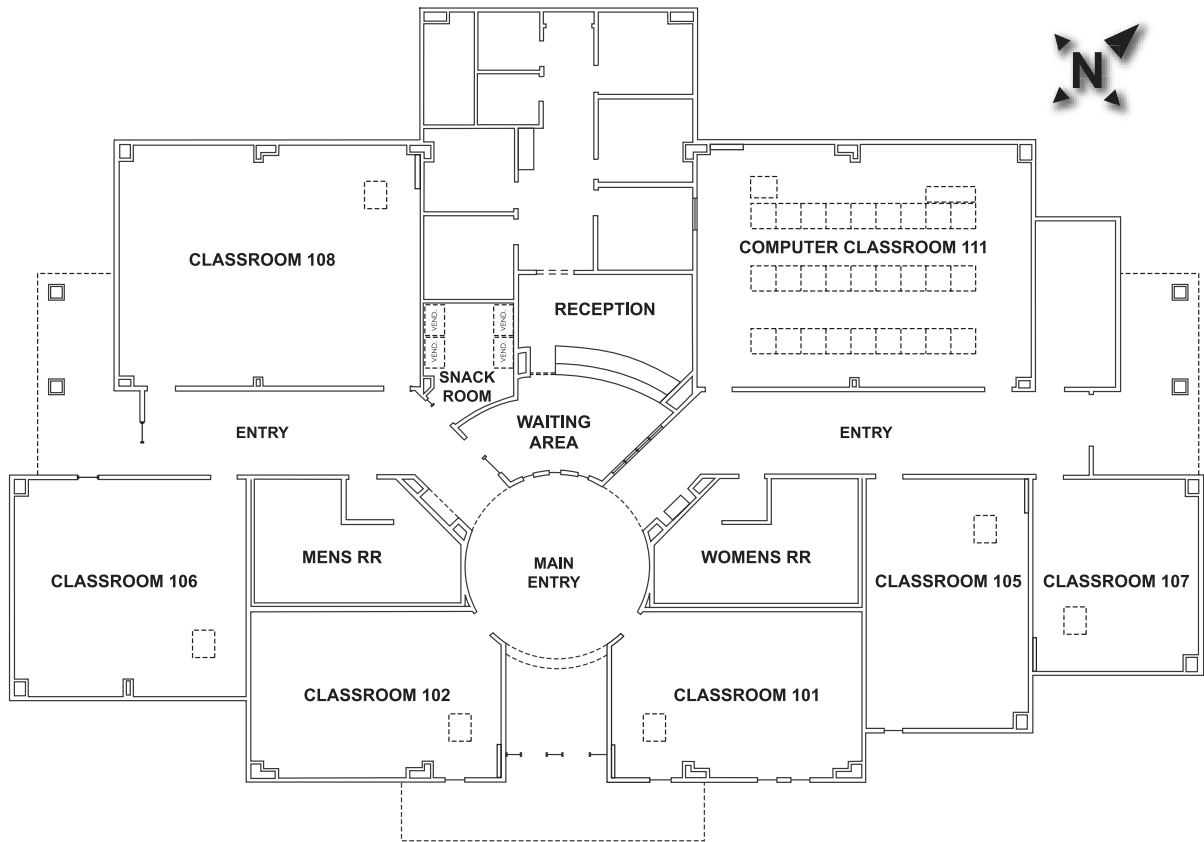 N
CLASSROOM 108
COMPUTER CLASSROOM 111
RECEPTION
VEND.
VEND.
VEND.
VEND.
SNACK
ROOM
WAITING
AREA
ENTRY
ENTRY
MENS RR
MAIN
ENTRY
WOMENS RR
CLASSROOM 106
CLASSROOM 105
CLASSROOM 107
CLASSROOM 102
CLASSROOM 101